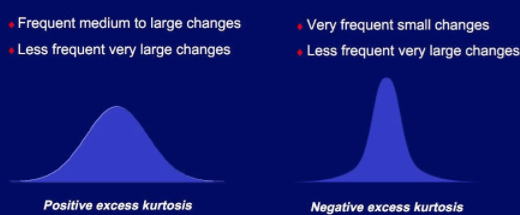 Frequent medium to large changes
Less frequent very large changes
Very frequent small changes
Less frequent very large changes
Positive excess kurtosis
Negative excess kurtosis